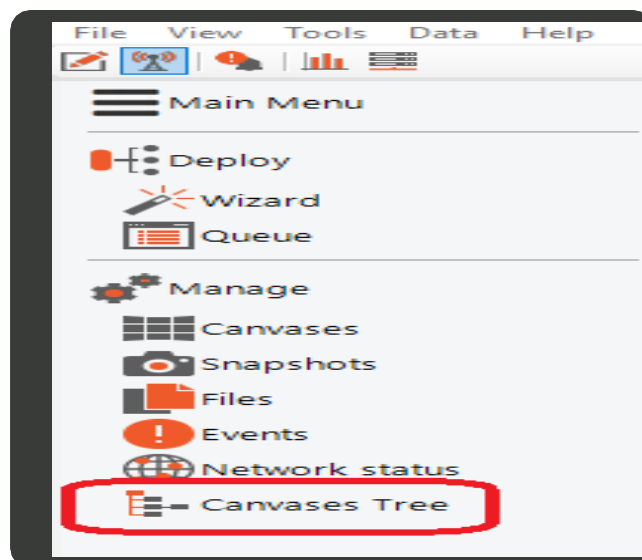 File View Tools Data Help
Main Menu
Deploy
Wizard
Queue
Manage
Canvases
Snapshots
Files
Events
Network status
Canvases Tree